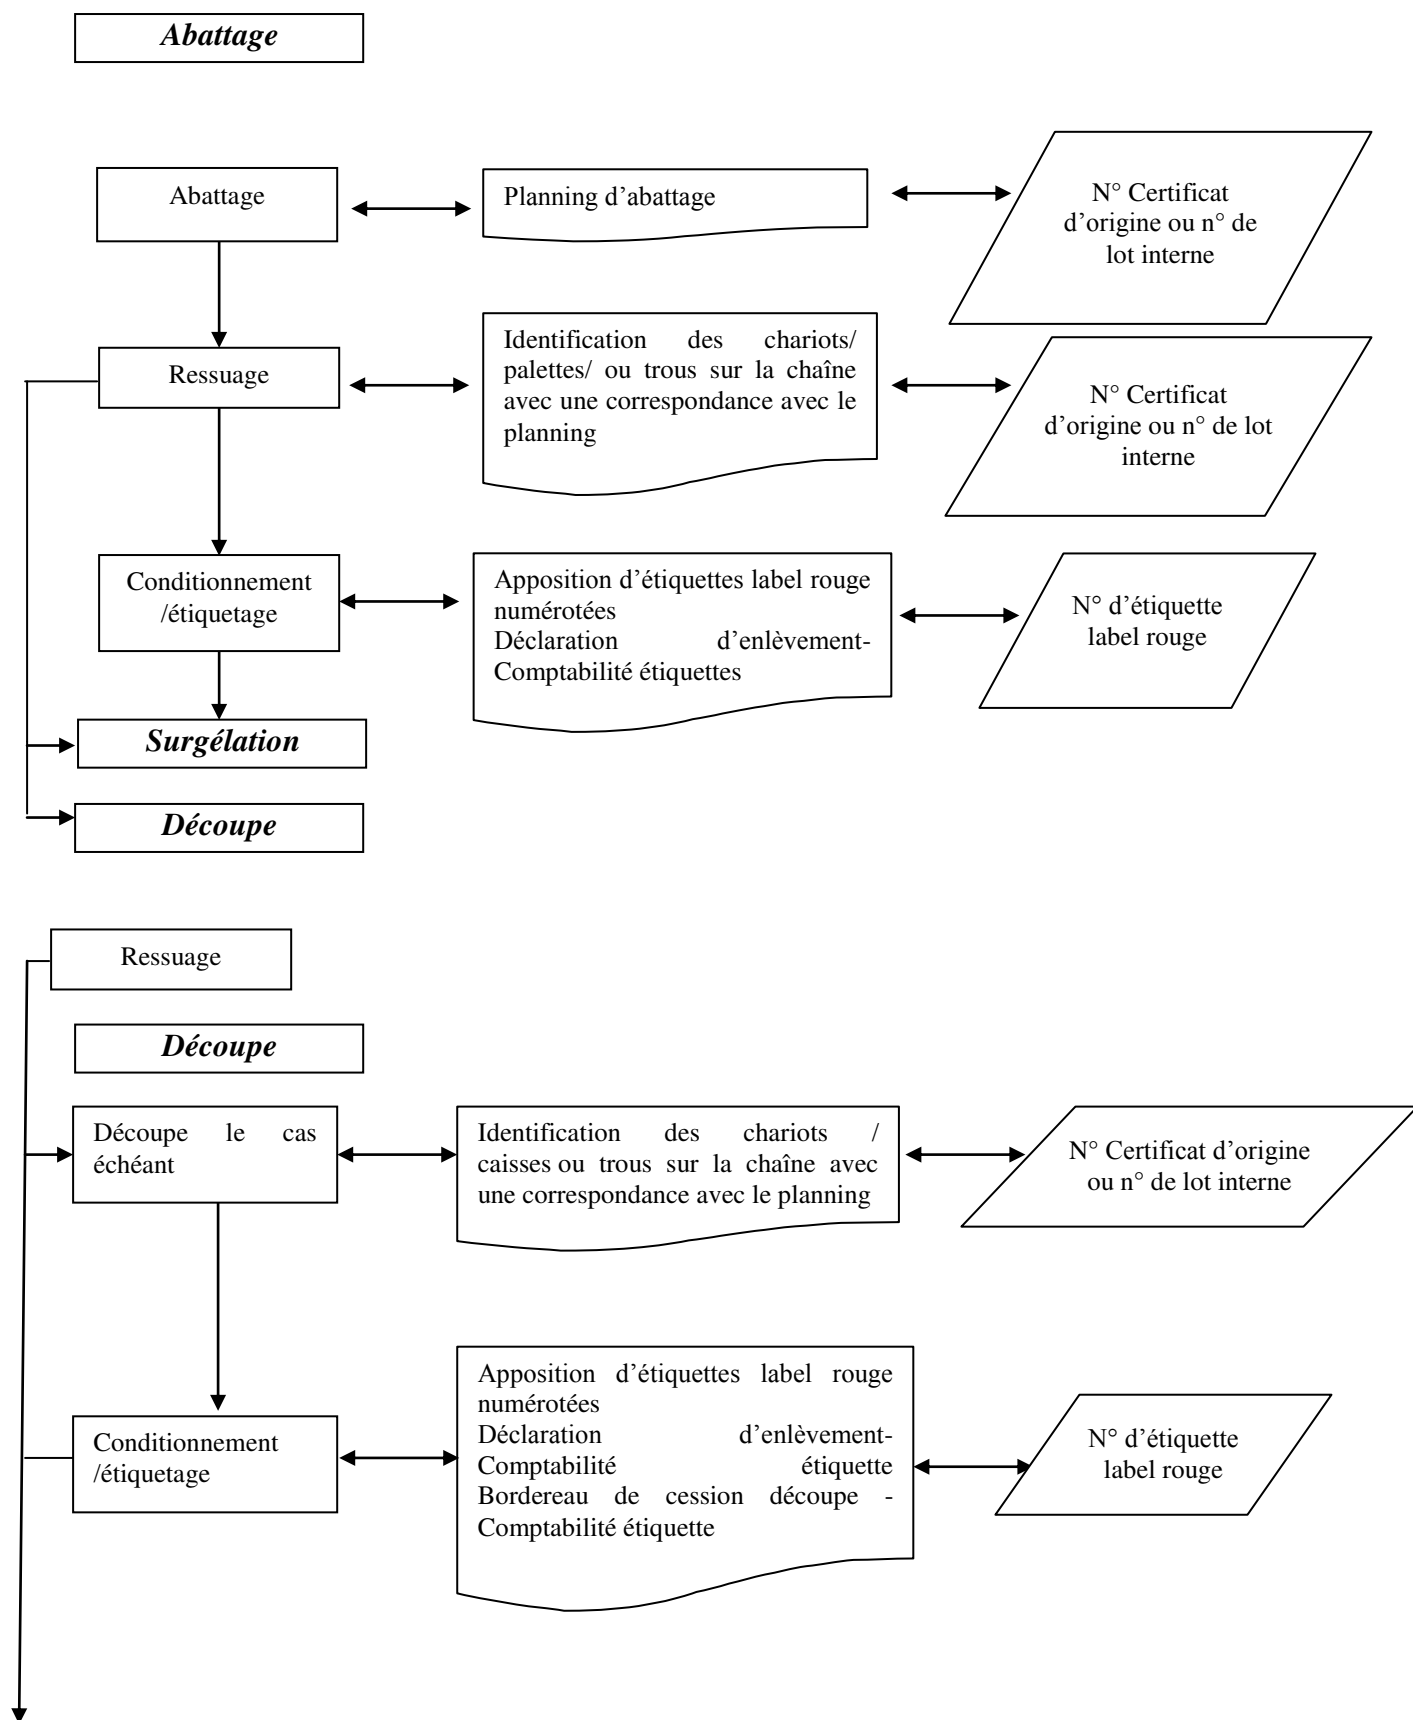 Abattage
Abattage
Planning d'abattage
N° Certificat
d'origine ou n° de
lot interne
Ressuage
Identification des chariots/
palettes/ ou trous sur la chaîne
avec une correspondance avec le
planning
N° Certificat
d'origine ou n° de lot
interne
Conditionnement
/étiquetage
Apposition d'étiquettes label rouge
numérotées
Déclaration d'enlèvement-
Comptabilité étiquettes
N° d'étiquette
label rouge
Surgélation
Découpe
Ressuage
Découpe
Découpe le cas
échéant
Identification des chariots /
caisses ou trous sur la chaîne avec
une correspondance avec le planning
N° Certificat d'origine
ou n° de lot interne
Conditionnement
/étiquetage
Apposition d'étiquettes label rouge
numérotées
Déclaration d'enlèvement-
Comptabilité étiquette
Bordereau de cession découpe -
Comptabilité étiquette
N° d'étiquette
label rouge